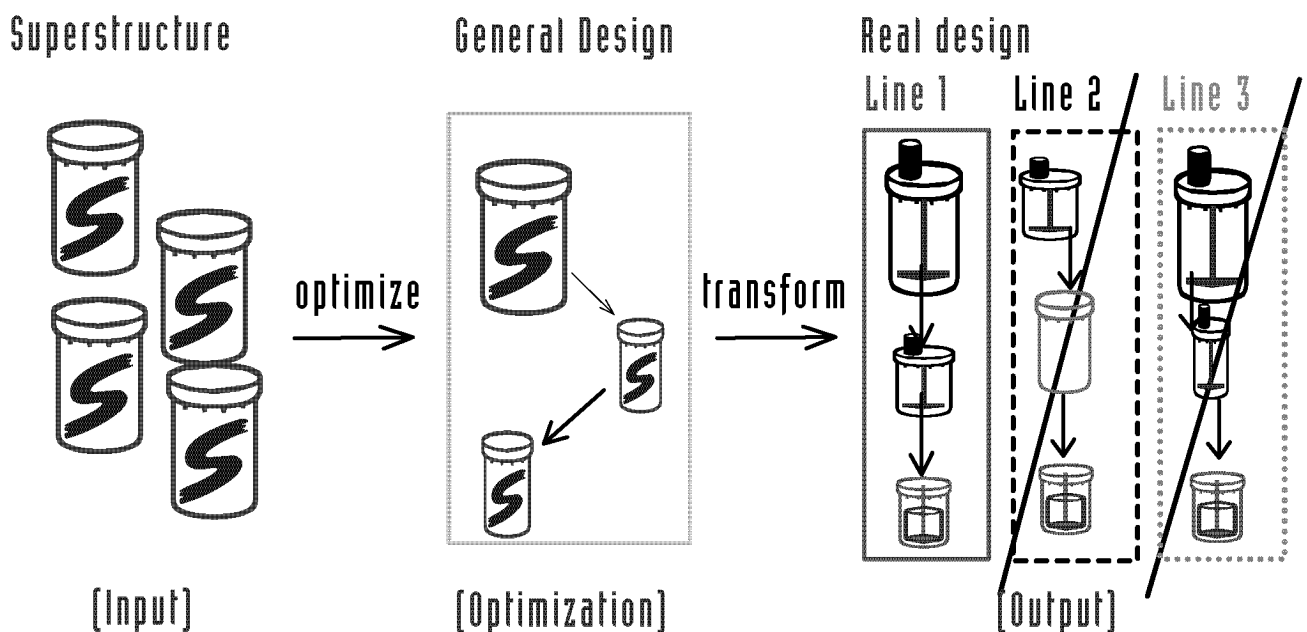 Superstructure
General Design
Real design
Line 1
Line 2
Line 3
S
S
S
S
optimize
S
S
S
transform
[Input]
[Optimization]
[Output]